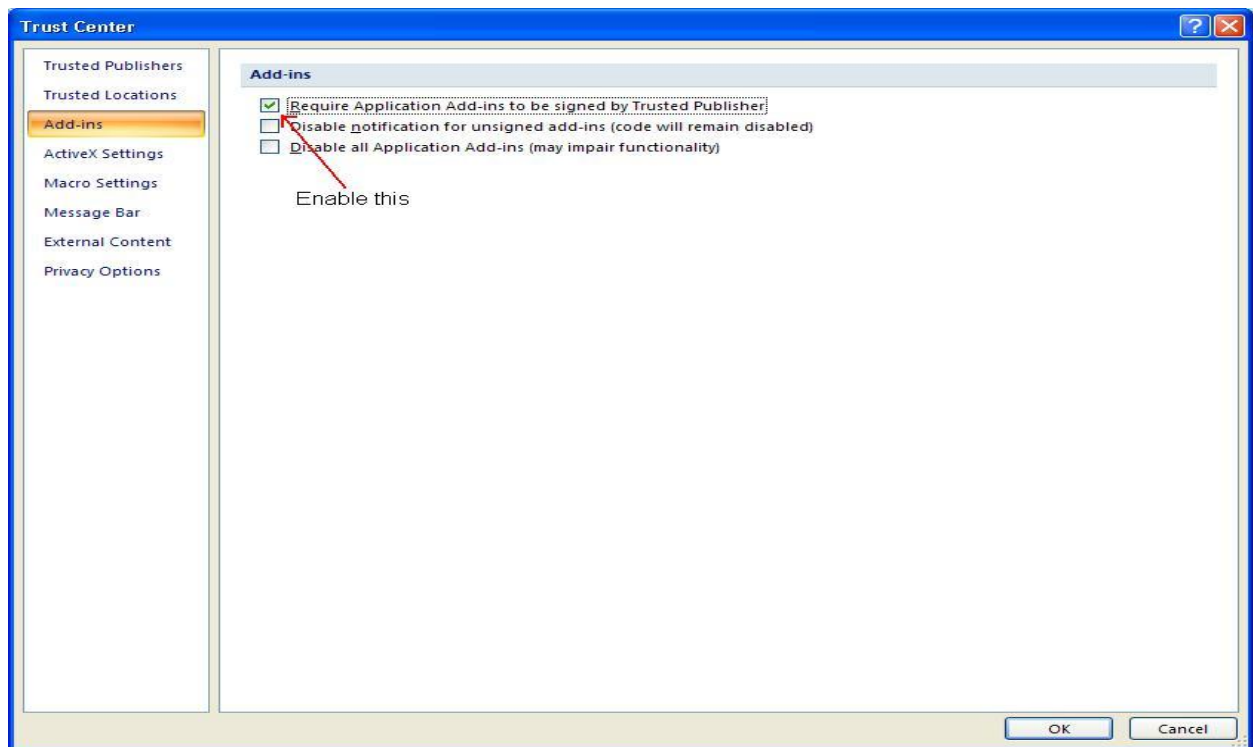 Trust Center
Trusted Publishers
Trusted Locations
Add-ins
ActiveX Settings
Macro Settings
Message Bar
External Content
Privacy Options
Add-ins
Require Application Add-ins to be signed by Trusted Publisher
Disable notification for unsigned add-ins (code will remain disabled)
Disable all Application Add-ins (may impair functionality)
Enable this
OK
Cancel